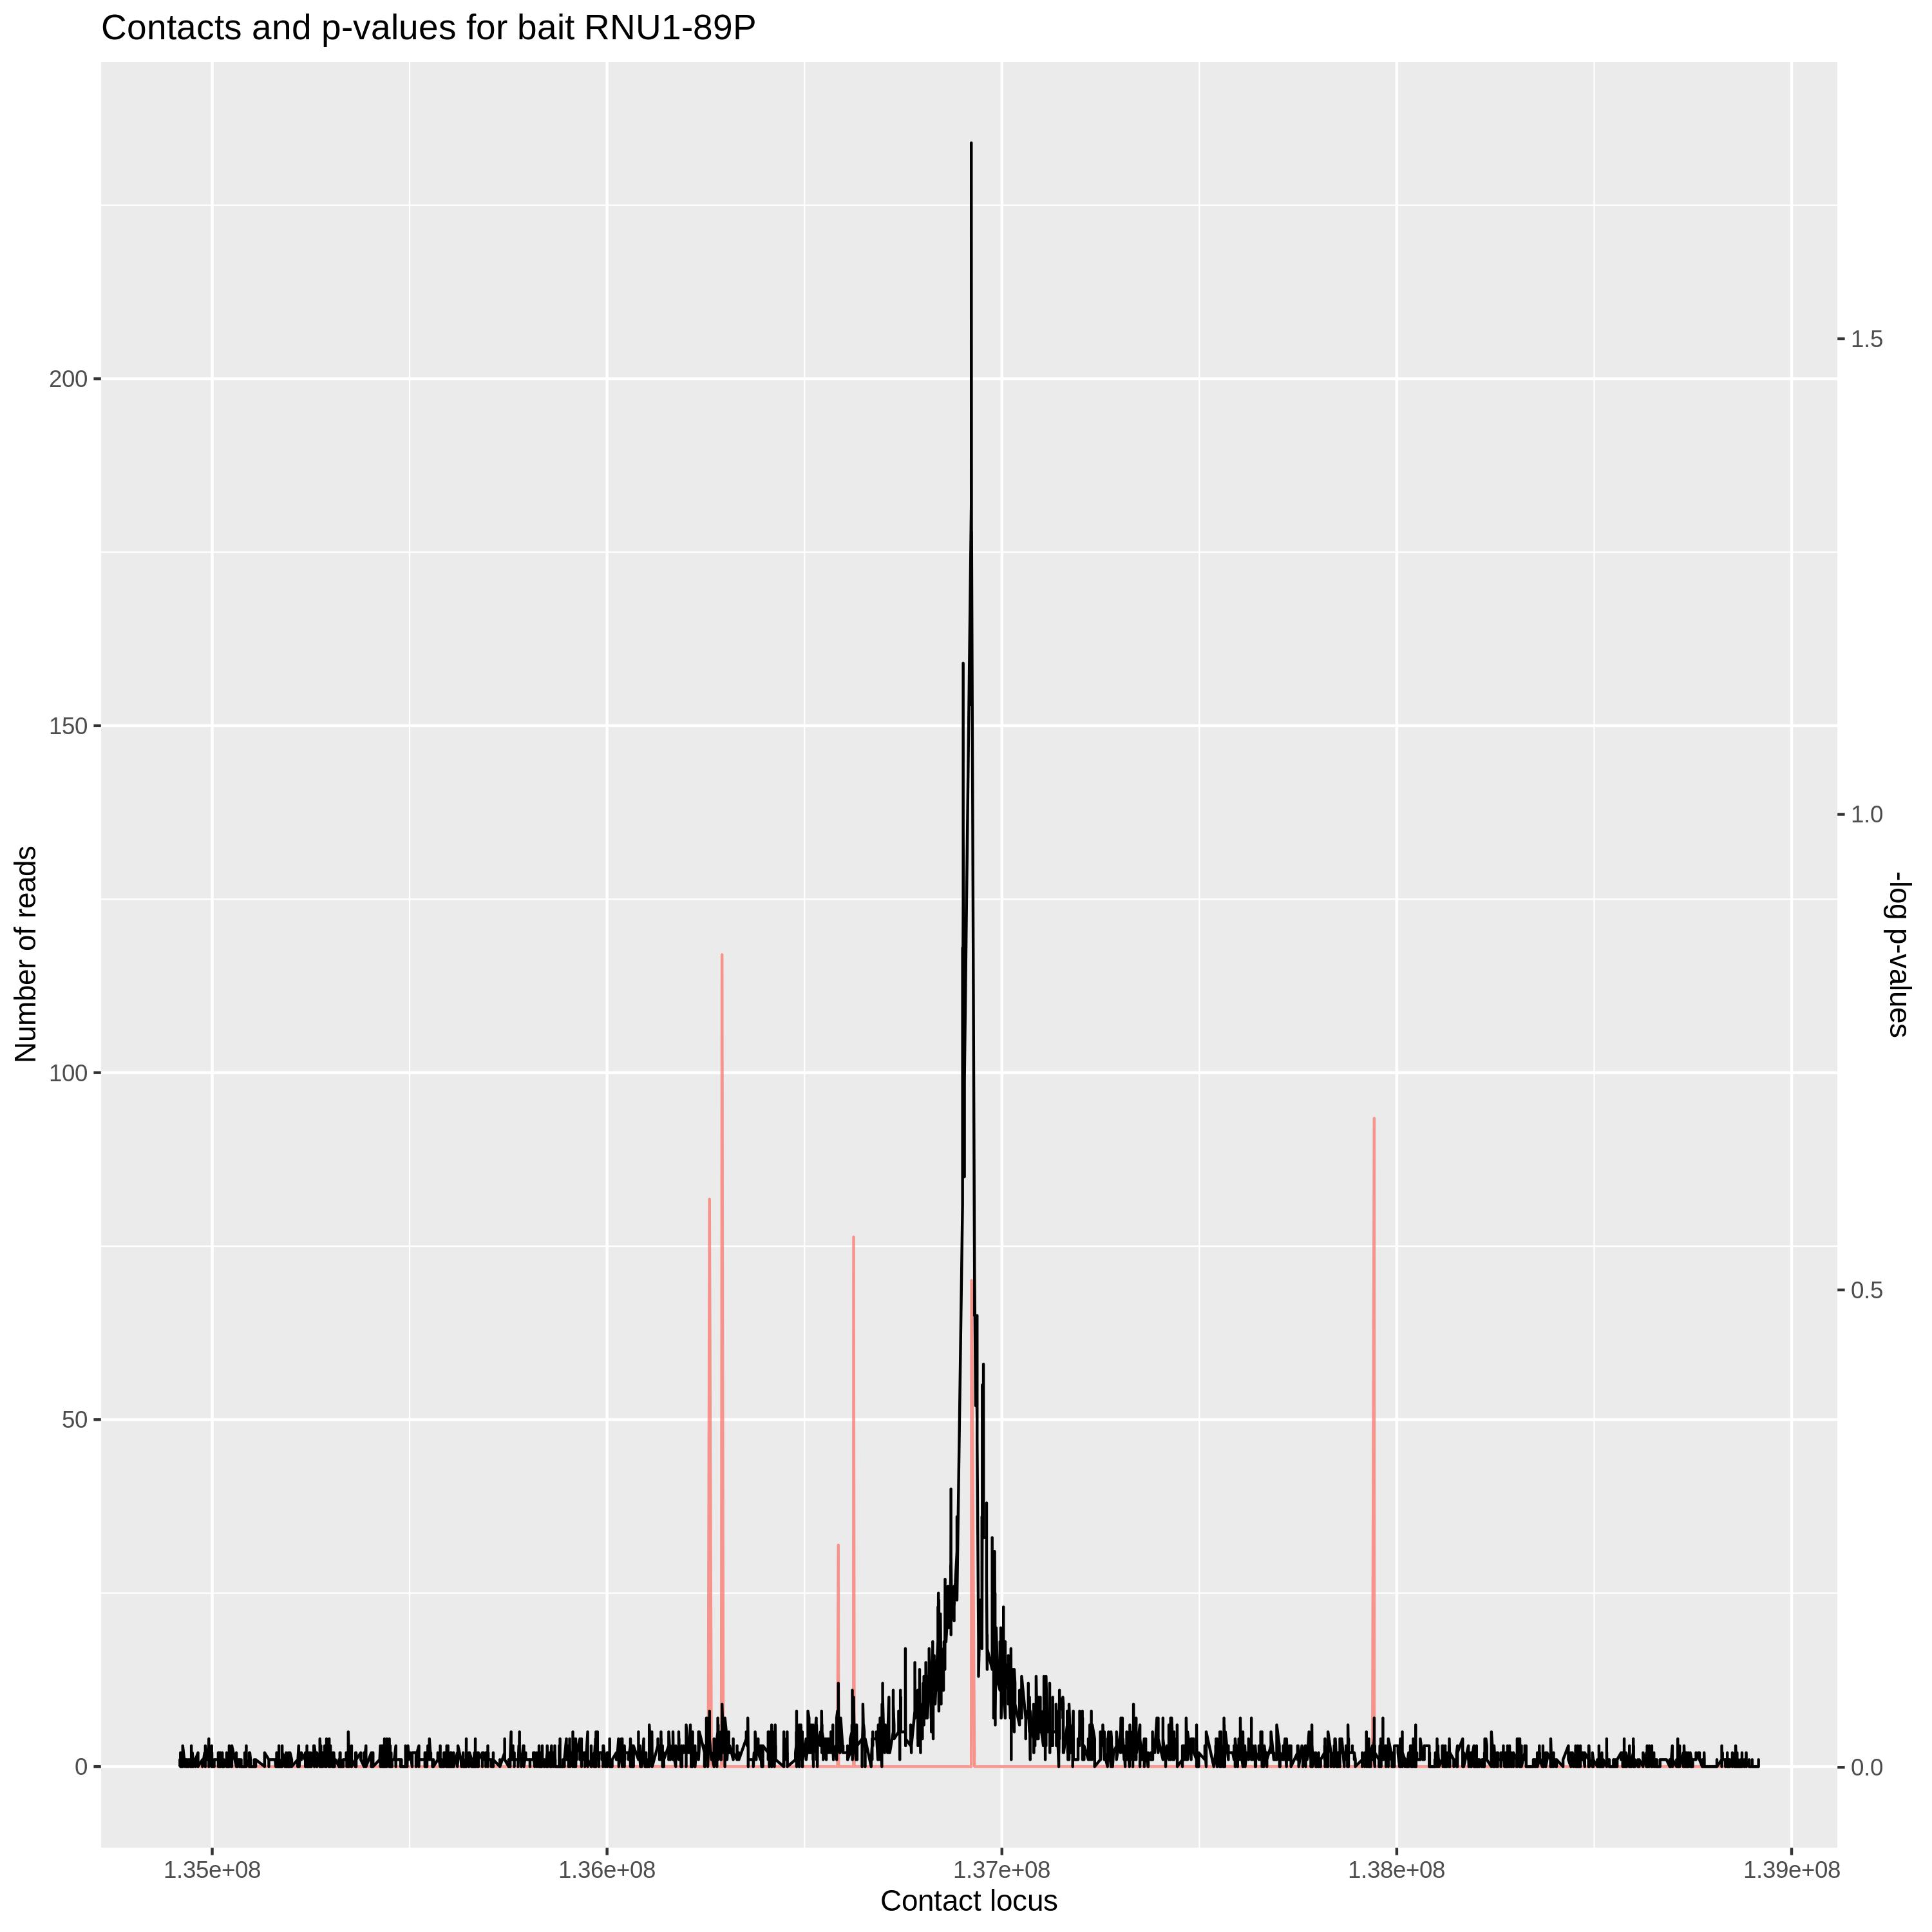 Contacts and p-values for bait RNU1-89P
200
150
100
50
0
Number of reads
1.5
1.0
0.5
0.0
-log p-values
1.35e+08
1.36e+08
1.37e+08
1.38e+08
1.39e+08
Contact locus